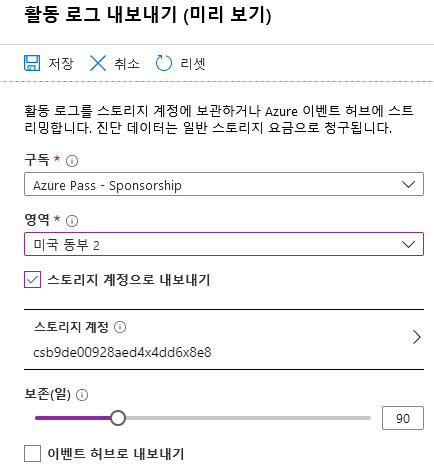 활동 로그 내보내기 (미리 보기)
저장 취소 리셋
활동 로그를 스토리지 계정에 보관하거나 Azure 이벤트 허브에 스트
리밍합니다. 진단 데이터는 일반 스토리지 요금으로 청구됩니다.
구독 *
Azure Pass - Sponsorship
영역 *
미국 동부 2
스토리지 계정으로 내보내기
스토리지 계정
csb9de00928aed4x4dd6x8e8
보존(일)
90
이벤트 허브로 내보내기